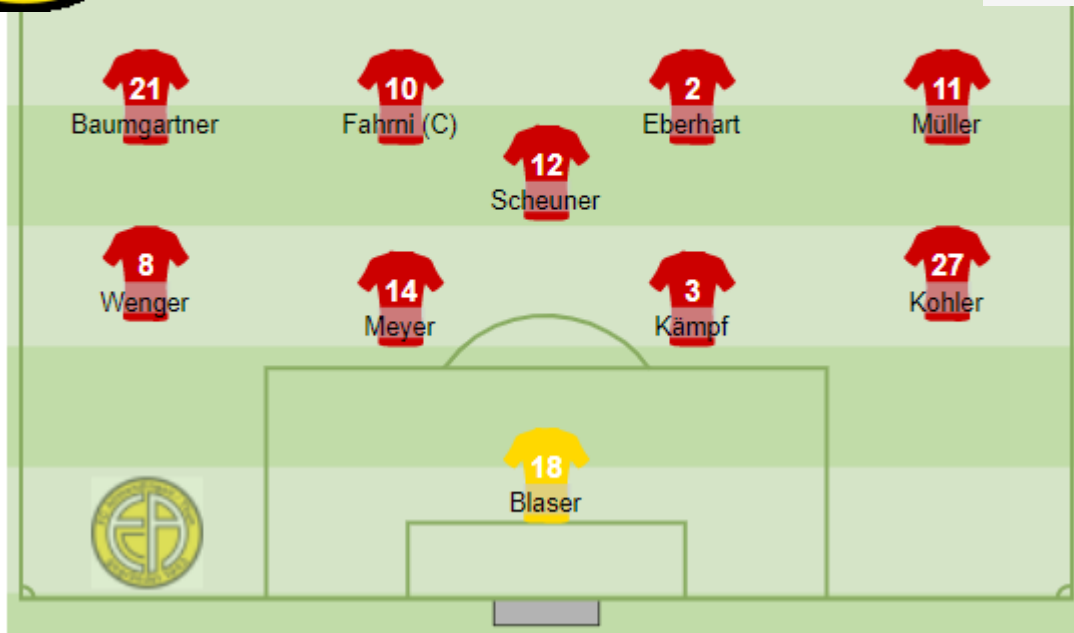 21
Baumgartner
10
Fahrni (C)
2
Eberhart
11
Müller
12
Scheuner
8
Wenger
14
Meyer
3
Kämpf
27
Kohler
18
Blaser